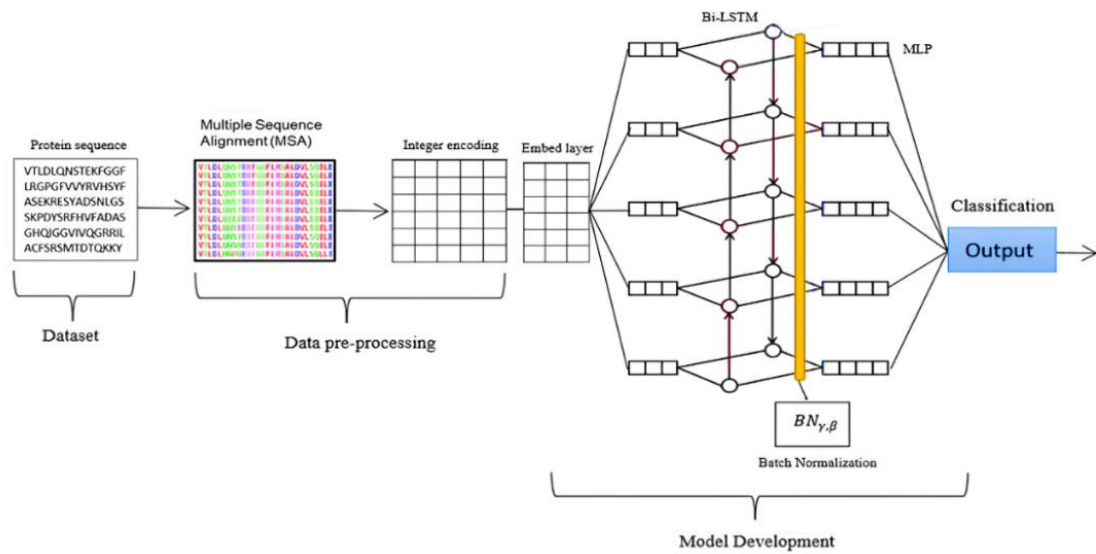 Bi-LSTM
MLP
Protein sequence
VTLDLQNSTEKFGGF
LRGPGFVVYRVHSYF
ASEKRESYADSNLGS
SKPDYSRFHVFADAS
GHQJGGVIVQGRRIL
ACFSRSMTDTQKKY
Multiple Sequence
Alignment (MSA)
Integer encoding
Embed layer
Classification
Output
Dataset
Data pre-processing
BNγ,β
Batch Normalization
Model Development